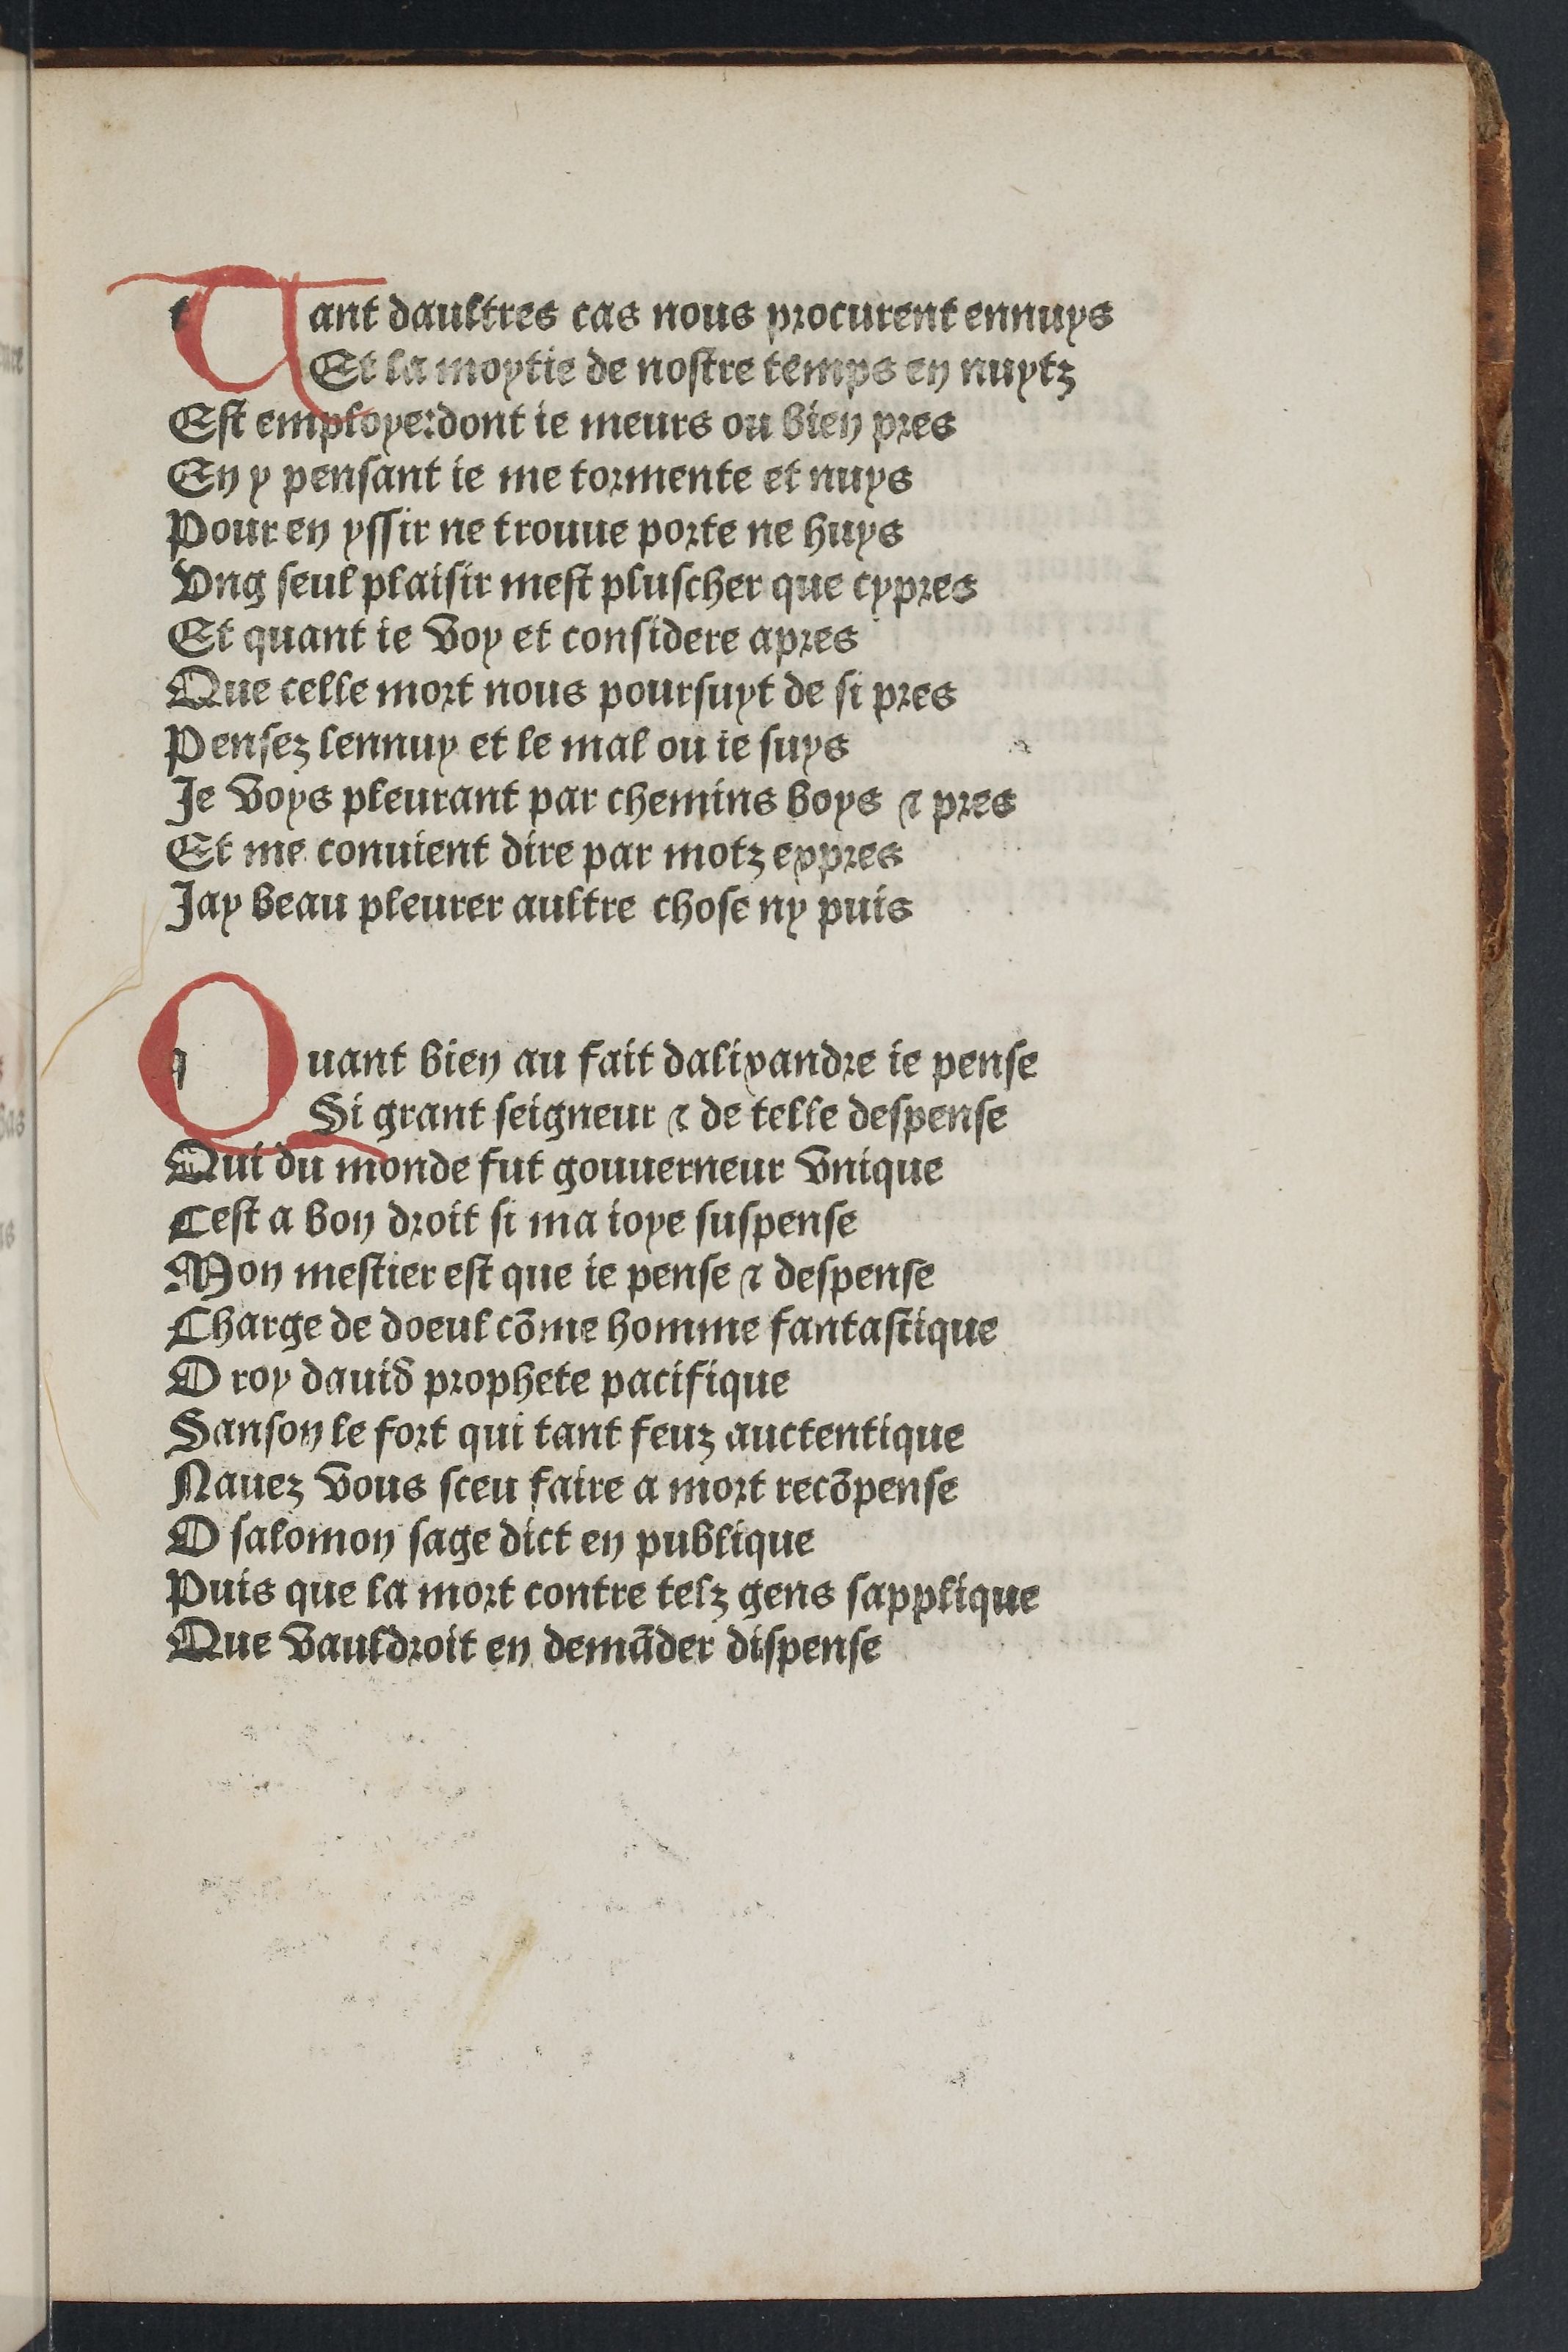 Tant daultres cas nous procurent ennuys
Et la moytie de nostre temps en nuytz
Est employe:dont ie meurs ou bien pres
En y pensant ie me tormente et nuys
Pour en yssir ne trouue porte ne huys
Vng seul plaisir mest pluscher que cypres
Et quant ie voy et considere apres
Que celle mort nous poursuyt de si pres
Pensez lennuy et le mal ou ie suys
Je voys pleurant par chemins boys ⁊ pres
Et me conuient dire par motz expres
Jay beau pleurer aultre chose ny puis
Quant bien au fait dalixandre ie pense
Si grant seigneur ⁊ de telle despense
Qui du monde fut gouuerneur vnique
Cest a bon droit si ma ioye suspense
Mon mestier est que ie pense ⁊ despense
Charge de doeul cōme homme fantastique
O roy dauid prophete pacifique
Sanson le fort qui tant feuz auctentique
Nauez vous sceu faire a mort recōpense
O salomon sage dict en publique
Puis que la mort contre telz gens sapplique
Que vauldroit en demāder dispense